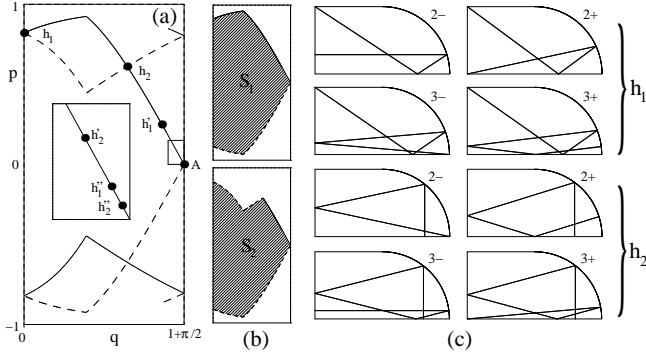 1
(a)
h1
p
h2
h'1
h'2
h''1
h''2
A
0
−1
0
q
1+π/2
S1
S2
(b)
2−
2+
3−
3+
h1
2−
2+
3−
3+
h2
(c)